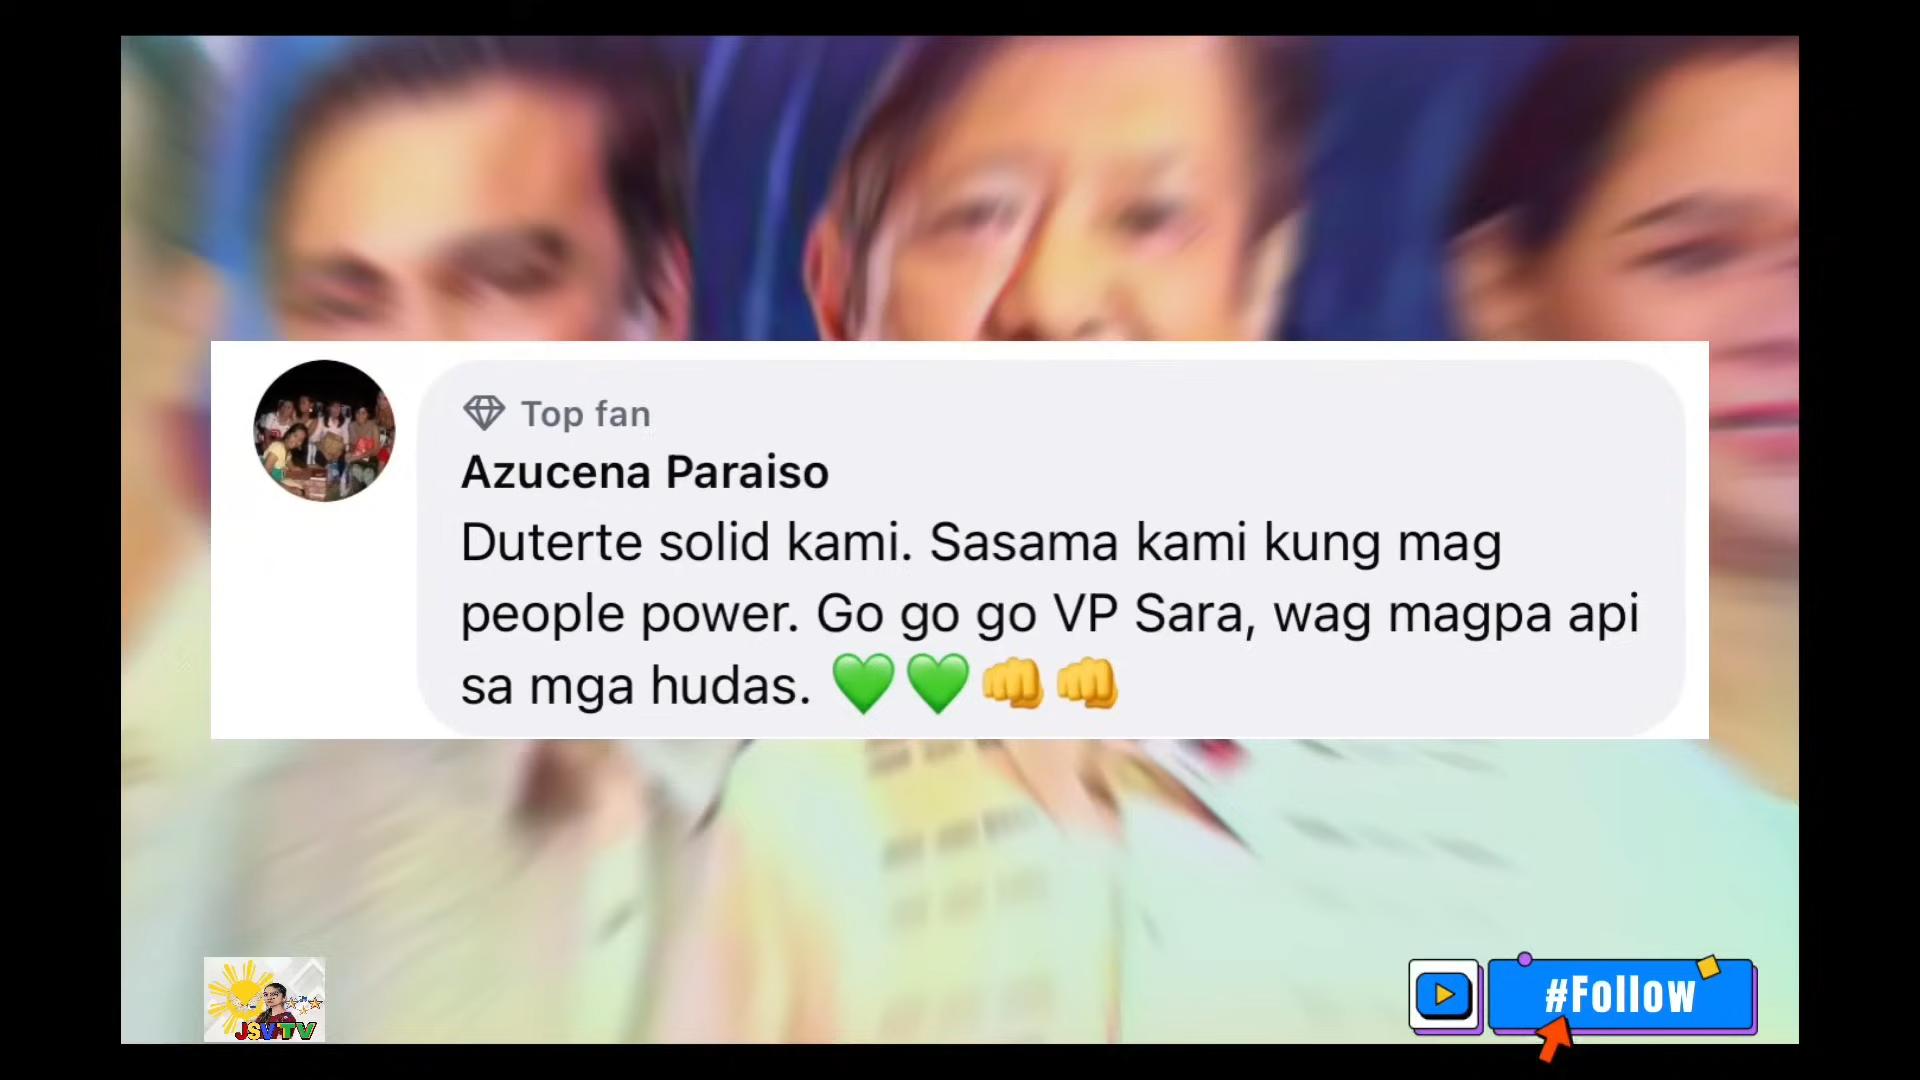 Top fan
Azucena Paraiso
Duterte solid kami. Sasama kami kung mag
people power. Go go go VP Sara, wag magpa api
sa mga hudas. 💚💚👊👊
JSV TV
#Follow